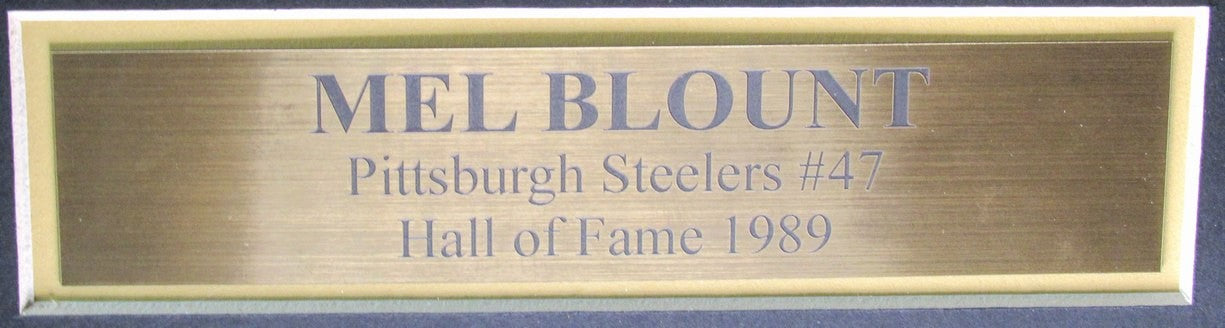 MEL BLOUNT
Pittsburgh Steelers #47
Hall of Fame 1989